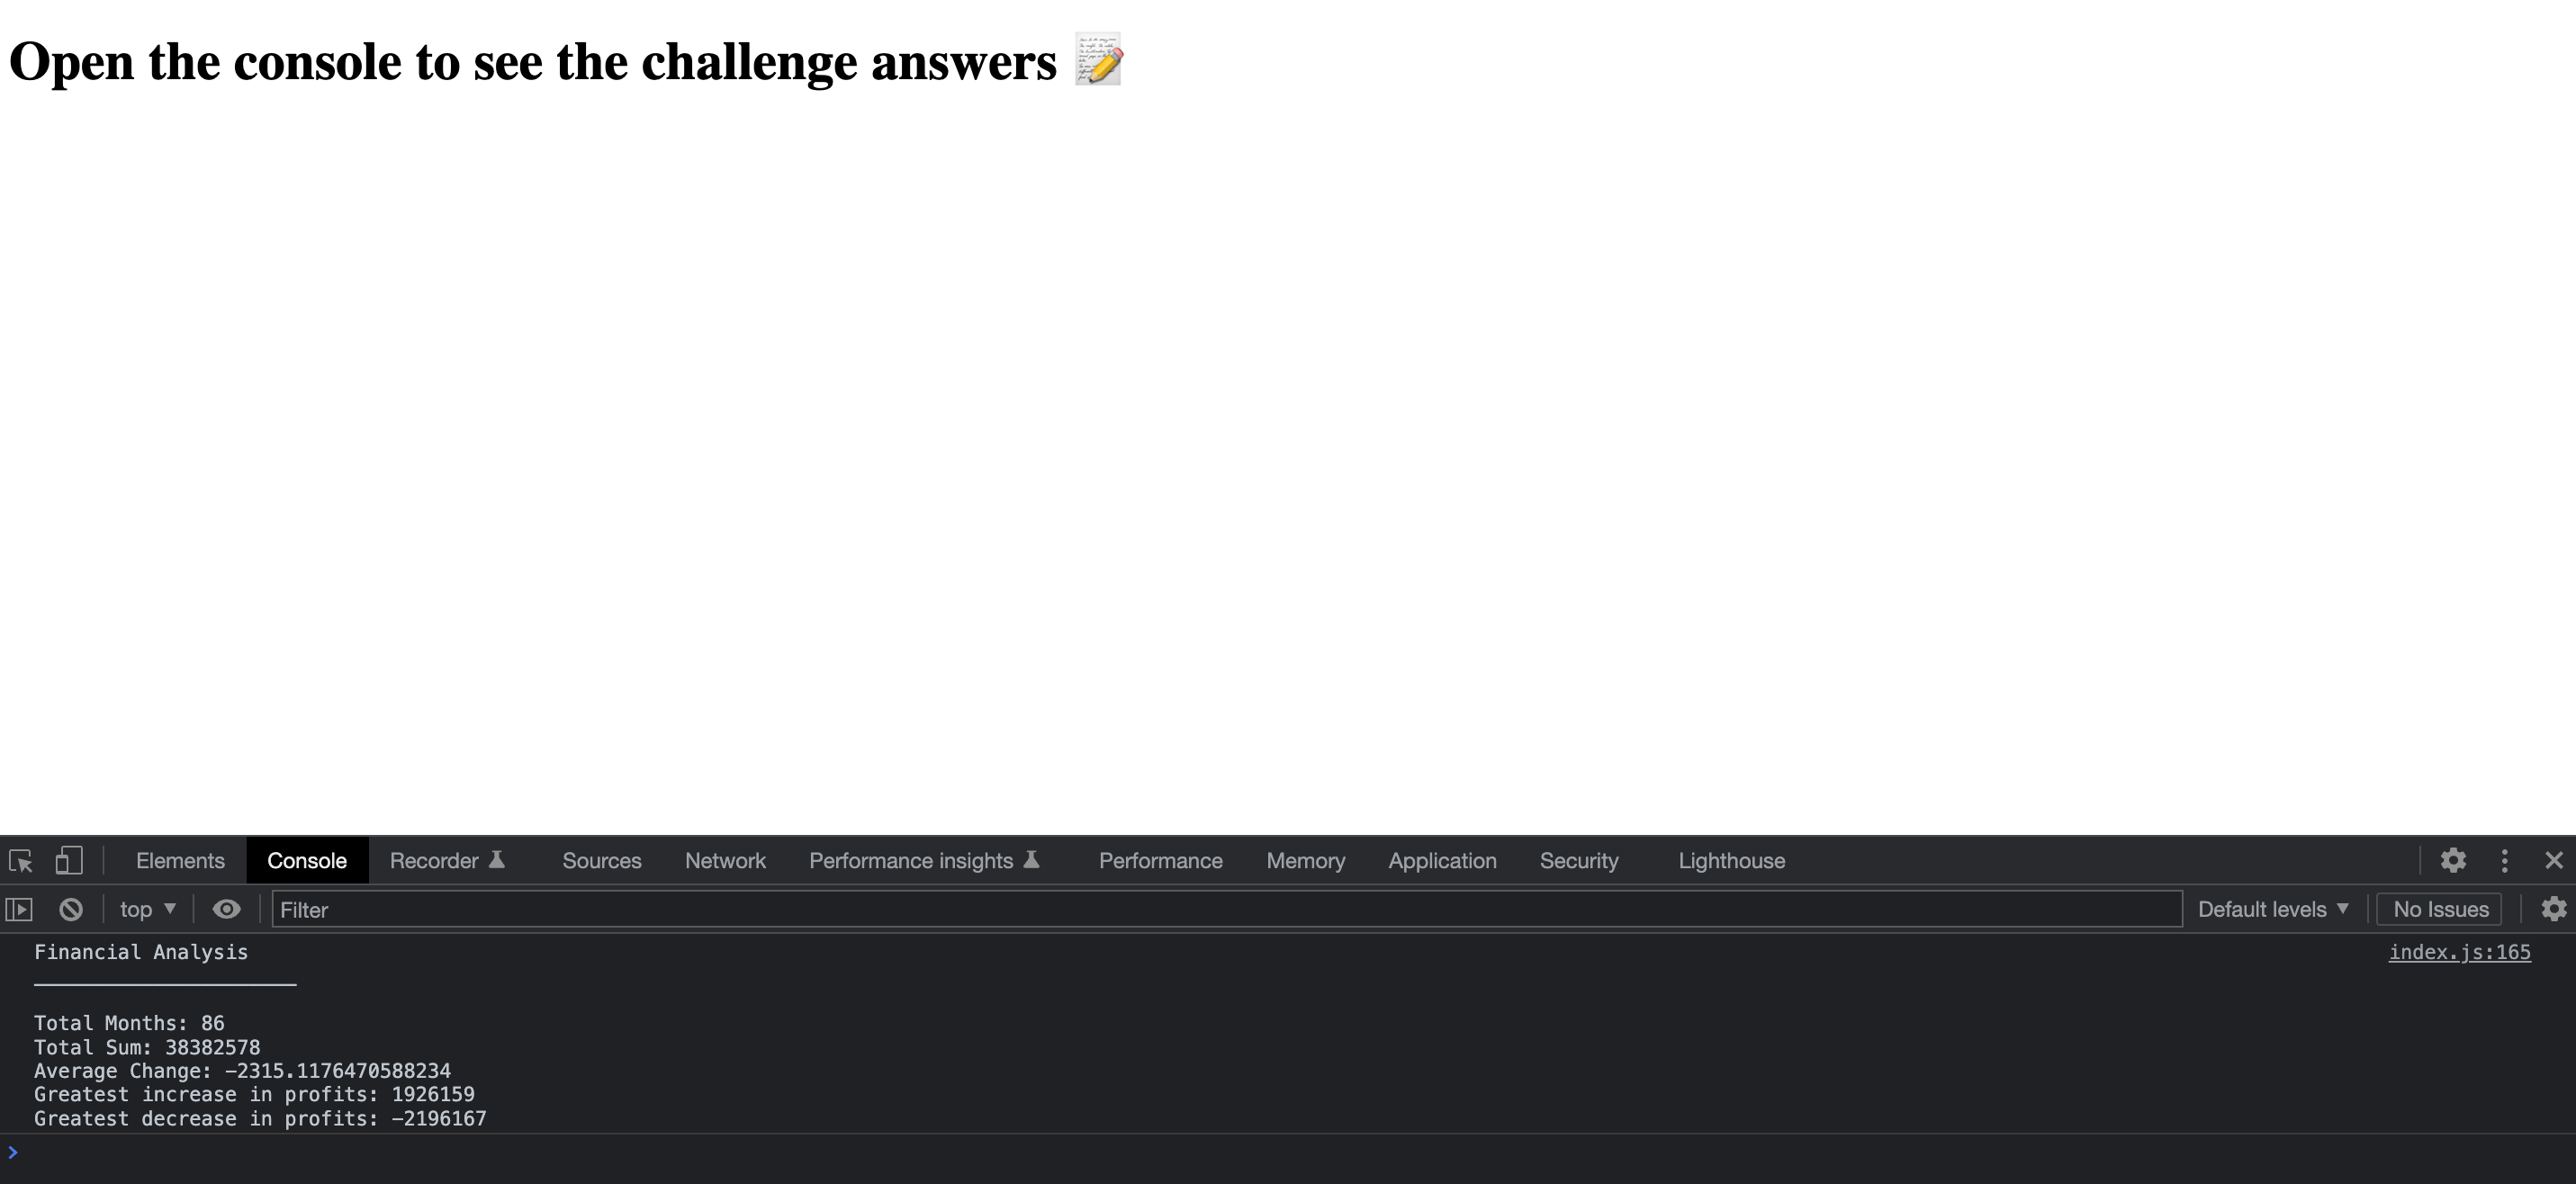 Open the console to see the challenge answers 📝
Elements Console Recorder Sources Network Performance insights Performance Memory Application Security Lighthouse
top ▼ Filter Default levels ▼ No Issues
Financial Analysis index.js:165
——————————————————————
Total Months: 86
Total Sum: 38382578
Average Change: -2315.1176470588234
Greatest increase in profits: 1926159
Greatest decrease in profits: -2196167
>